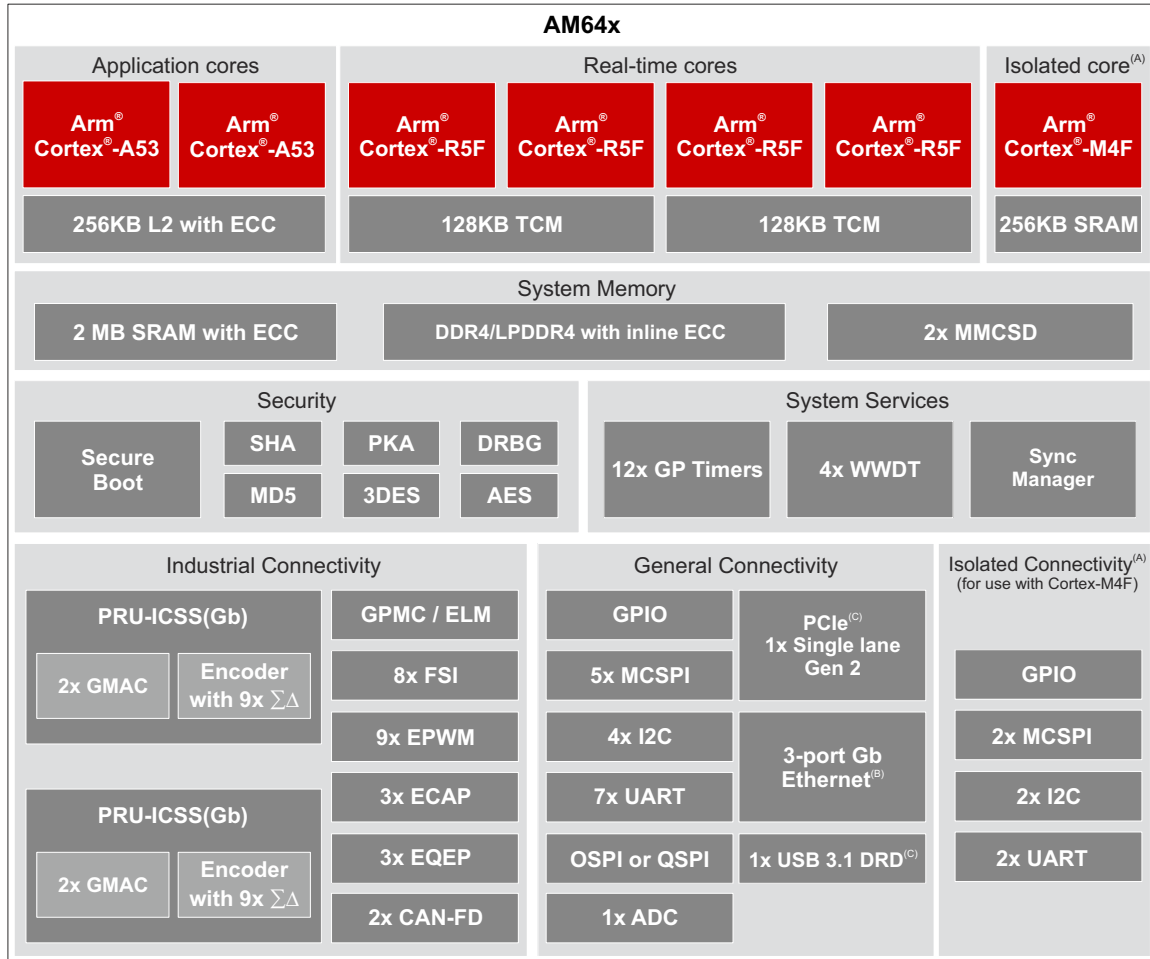 AM64x
Application cores
Real-time cores
Isolated core(A)
Arm®
Cortex®-A53
Arm®
Cortex®-A53
Arm®
Cortex®-R5F
Arm®
Cortex®-R5F
Arm®
Cortex®-R5F
Arm®
Cortex®-R5F
Arm®
Cortex®-M4F
256KB L2 with ECC
128KB TCM
128KB TCM
256KB SRAM
System Memory
2 MB SRAM with ECC
DDR4/LPDDR4 with inline ECC
2x MMCSD
Security
Secure
Boot
SHA
PKA
DRBG
MD5
3DES
AES
System Services
12x GP Timers
4x WWDT
Sync
Manager
Industrial Connectivity
PRU-ICSS(Gb)
2x GMAC
Encoder
with 9x ∑∆
PRU-ICSS(Gb)
2x GMAC
Encoder
with 9x ∑∆
GPMC / ELM
8x FSI
9x EPWM
3x ECAP
3x EQEP
2x CAN-FD
General Connectivity
GPIO
5x MCSPI
4x I2C
7x UART
OSPI or QSPI
1x ADC
PCIe(C)
1x Single lane
Gen 2
3-port Gb
Ethernet(B)
1x USB 3.1 DRD(C)
Isolated Connectivity(A)
(for use with Cortex-M4F)
GPIO
2x MCSPI
2x I2C
2x UART